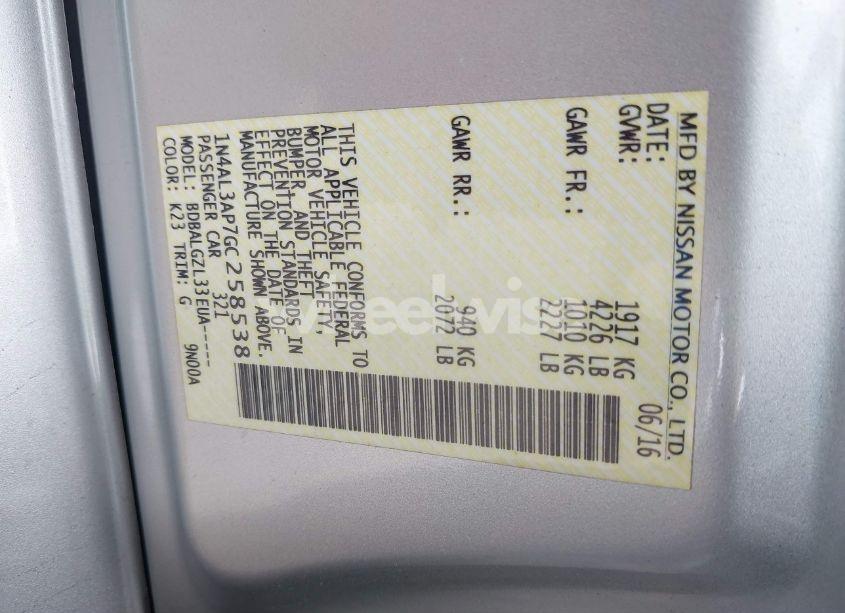 MFD BY NISSAN MOTOR CO., LTD.
DATE: 06/16
GVWR: 1917 KG
4226 LB
GAWR FR.: 1010 KG
2227 LB
GAWR RR.: 940 KG
2072 LB
THIS VEHICLE CONFORMS TO
ALL APPLICABLE FEDERAL
MOTOR VEHICLE SAFETY,
BUMPER, AND THEFT
PREVENTION STANDARDS IN
EFFECT ON THE DATE OF
MANUFACTURE SHOWN ABOVE.
1N4AL3AP7GC258538
PASSENGER CAR 321
MODEL: BDBALGZL33EUA-----
COLOR: K23 TRIM: G 9N00A